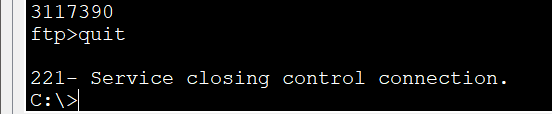 3117390
ftp>quit
221- Service closing control connection.
C:\>